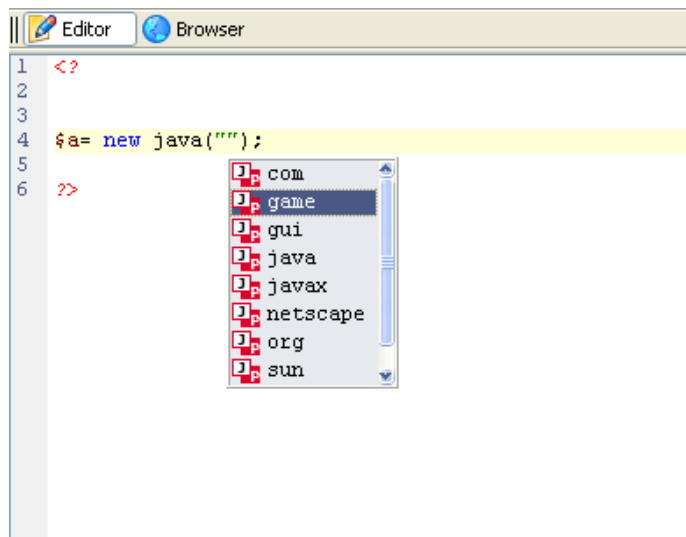 Editor Browser
1 <?
2
3
4 $a= new java("");
5
6 ?>
com
game
gui
java
javax
netscape
org
sun